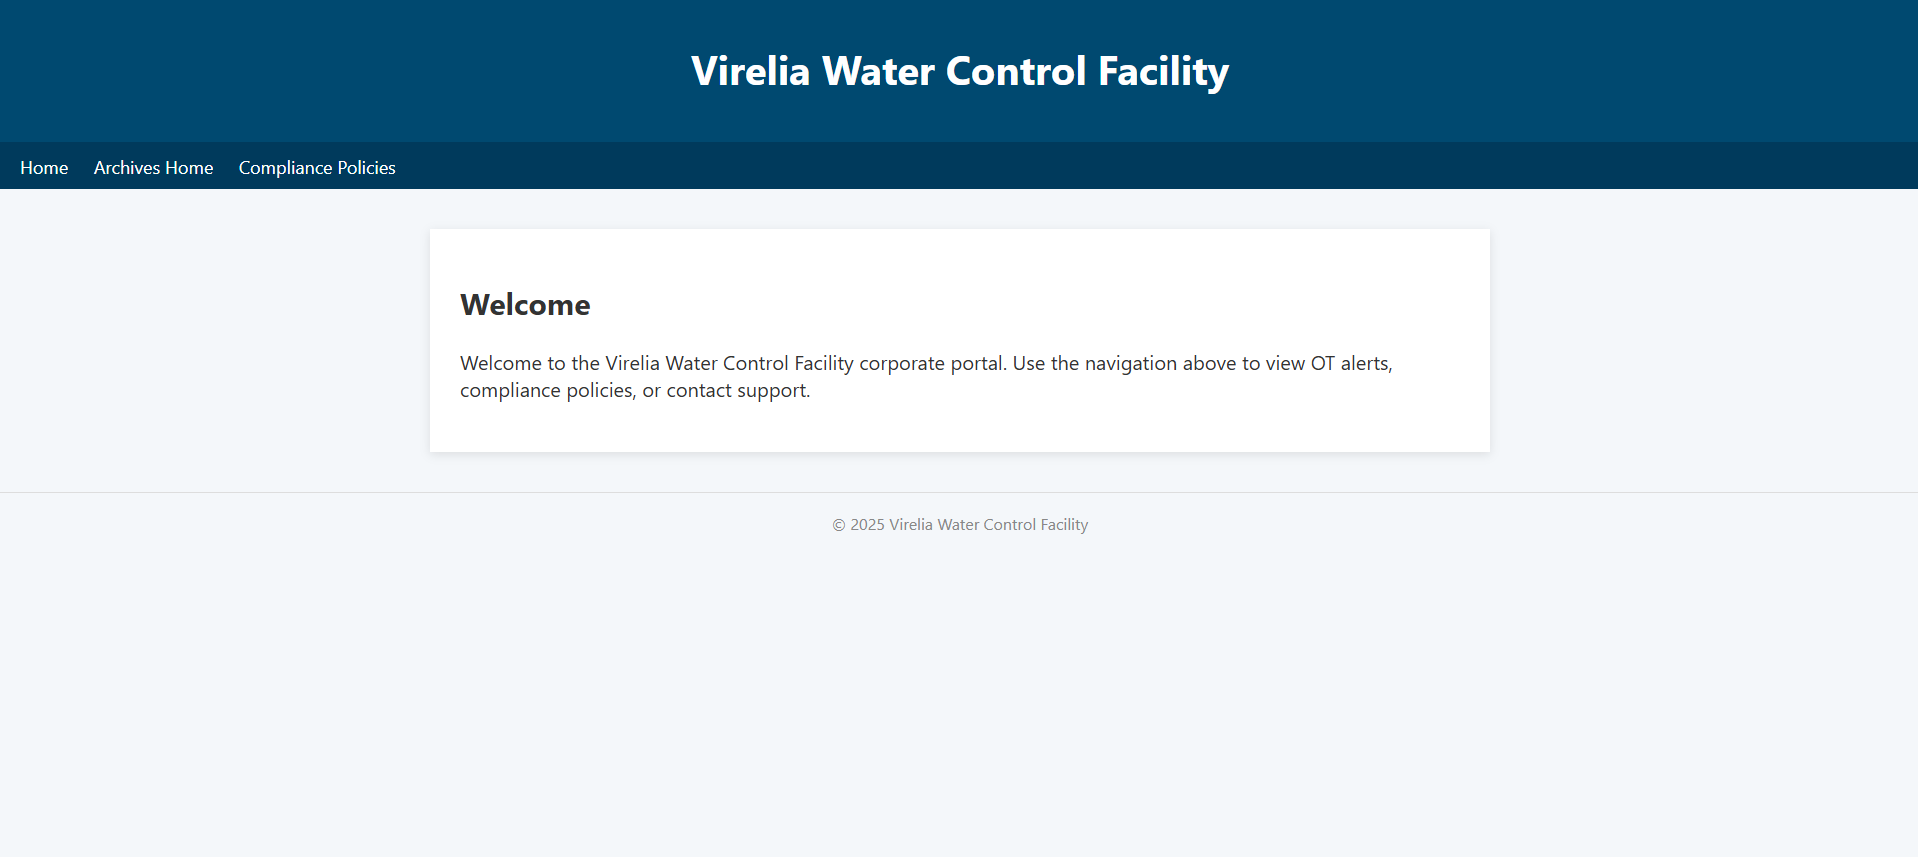 Virelia Water Control Facility
Home Archives Home Compliance Policies
Welcome
Welcome to the Virelia Water Control Facility corporate portal. Use the navigation above to view OT alerts,
compliance policies, or contact support.
© 2025 Virelia Water Control Facility